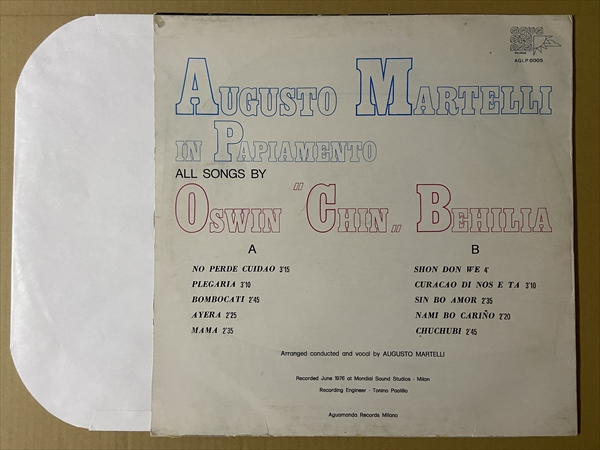 AGLP 0005
AUGUSTO MARTELLI
IN PAPIAMENTO
ALL SONGS BY
OSWIN "CHIN" BEHILIA
A
NO PERDE CUIDAO 3'15
PLEGARIA 3'10
BOMBOCATI 2'45
AYERA 2'25
MAMA 2'35
B
SHON DON WE 4'
CURACAO DI NOS E TA 3'10
SIN BO AMOR 2'35
NAMI BO CARIÑO 2'20
CHUCHUBI 2'45
Arranged conducted and vocal by AUGUSTO MARTELLI
Recorded June 1976 at Mondial Sound Studios - Milan
Recording Engineer - Tonino Paolillo
Aguamanda Records Milano